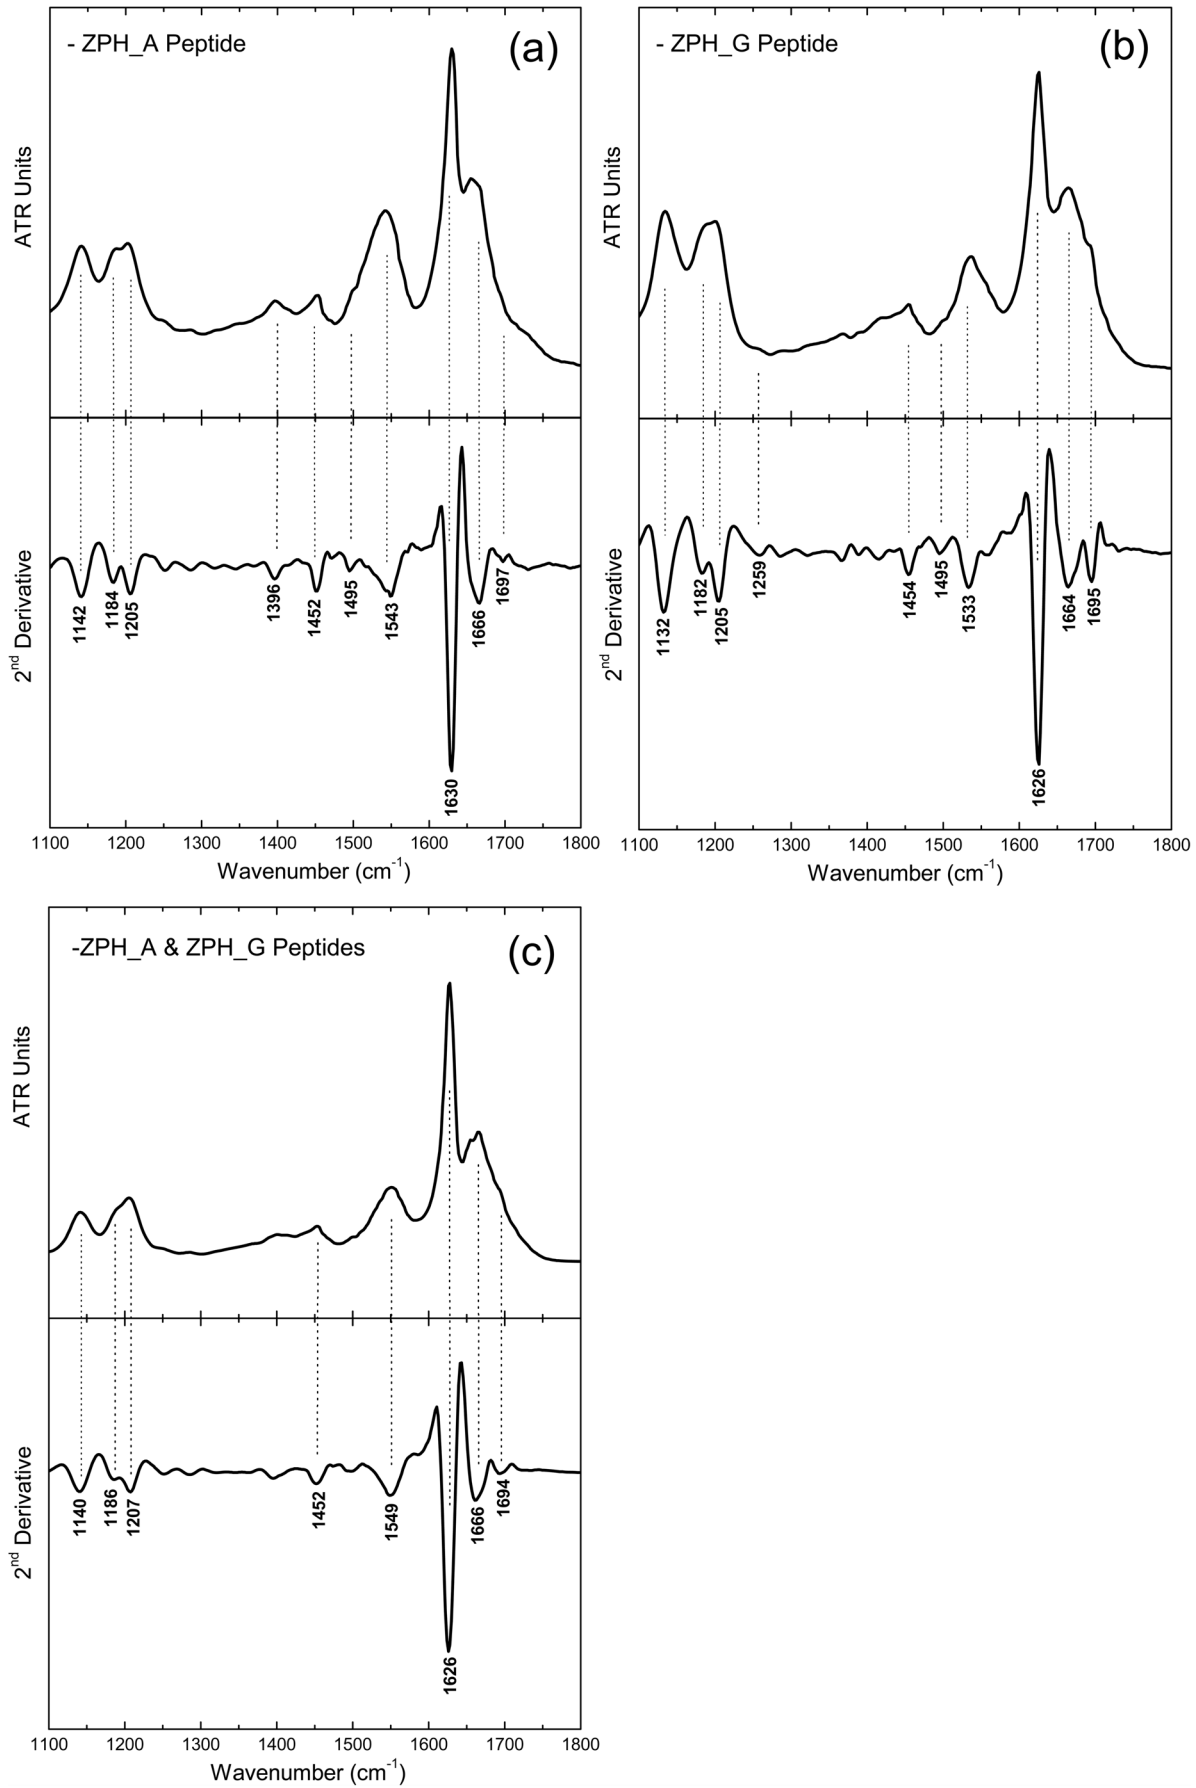 - ZPH_A Peptide
(a)
ATR Units
2nd Derivative
1142
1184
1205
1396
1452
1495
1543
1630
1666
1697
1100 1200 1300 1400 1500 1600 1700 1800
Wavenumber (cm-1)
- ZPH_G Peptide
(b)
ATR Units
2nd Derivative
1132
1182
1205
1259
1454
1495
1533
1626
1664
1695
1100 1200 1300 1400 1500 1600 1700 1800
Wavenumber (cm-1)
-ZPH_A & ZPH_G Peptides
(c)
ATR Units
2nd Derivative
1140
1186
1207
1452
1549
1626
1666
1694
1100 1200 1300 1400 1500 1600 1700 1800
Wavenumber (cm-1)